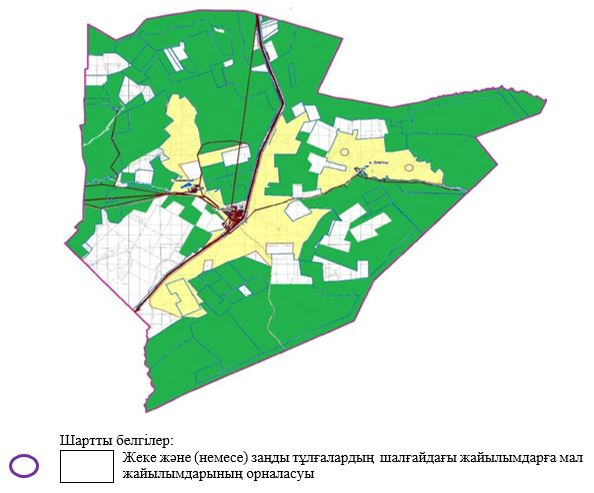 Шартты белгілер:
Жеке және (немесе) заңды тұлғалардың шалғайдағы жайылымдарға мал
жайылымдарының орналасуы